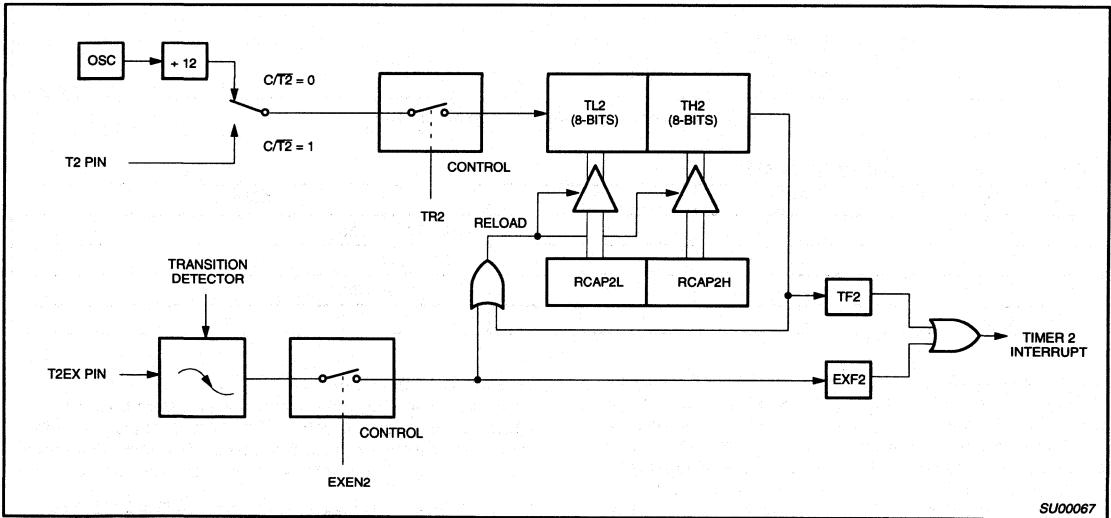 OSC
÷ 12
C/T2̅ = 0
C/T2̅ = 1
T2 PIN
CONTROL
TR2
TL2
(8-BITS)
TH2
(8-BITS)
RELOAD
RCAP2L
RCAP2H
TRANSITION
DETECTOR
T2EX PIN
CONTROL
EXEN2
TF2
EXF2
TIMER 2
INTERRUPT
SU00067